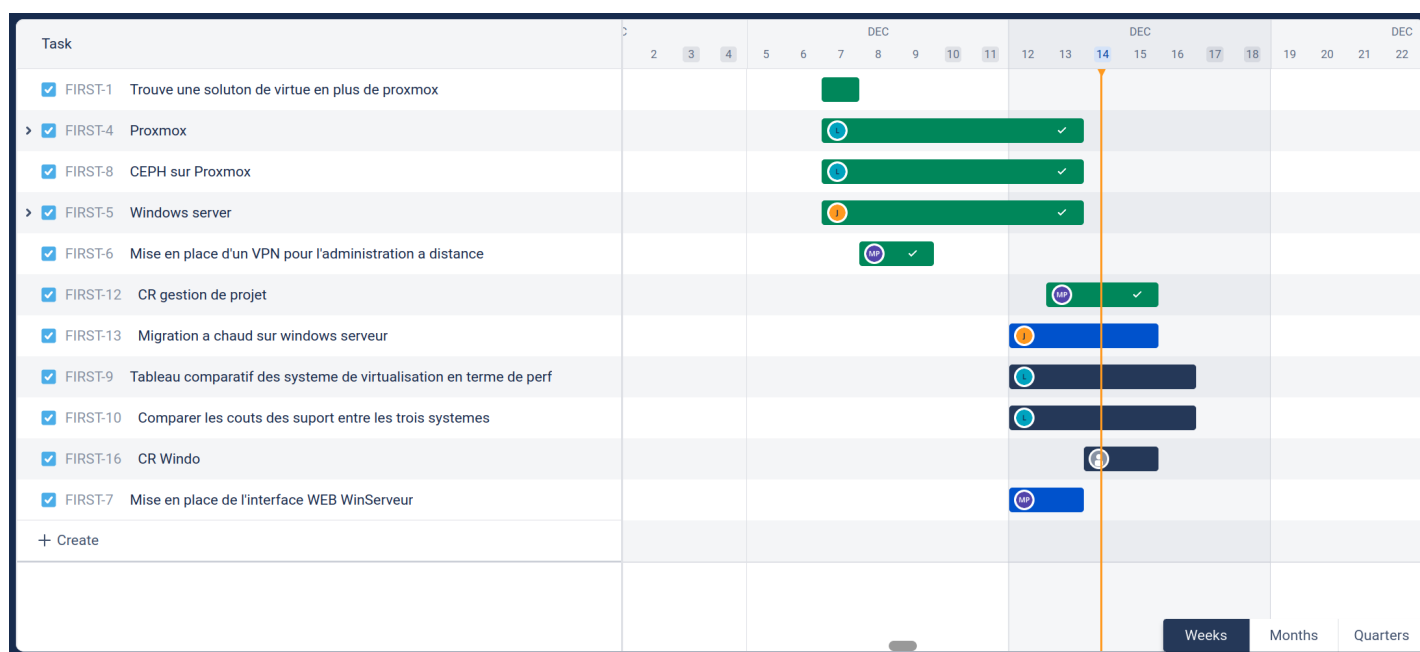 Task
DEC DEC DEC
2 3 4 5 6 7 8 9 10 11 12 13 14 15 16 17 18 19 20 21 22
FIRST-1 Trouve une soluton de virtue en plus de proxmox
FIRST-4 Proxmox L
FIRST-8 CEPH sur Proxmox L
FIRST-5 Windows server J
FIRST-6 Mise en place d'un VPN pour l'administration a distance MP
FIRST-12 CR gestion de projet MP
FIRST-13 Migration a chaud sur windows serveur J
FIRST-9 Tableau comparatif des systeme de virtualisation en terme de perf L
FIRST-10 Comparer les couts des suport entre les trois systemes L
FIRST-16 CR Windo
FIRST-7 Mise en place de l'interface WEB WinServeur MP
+ Create
Weeks Months Quarters